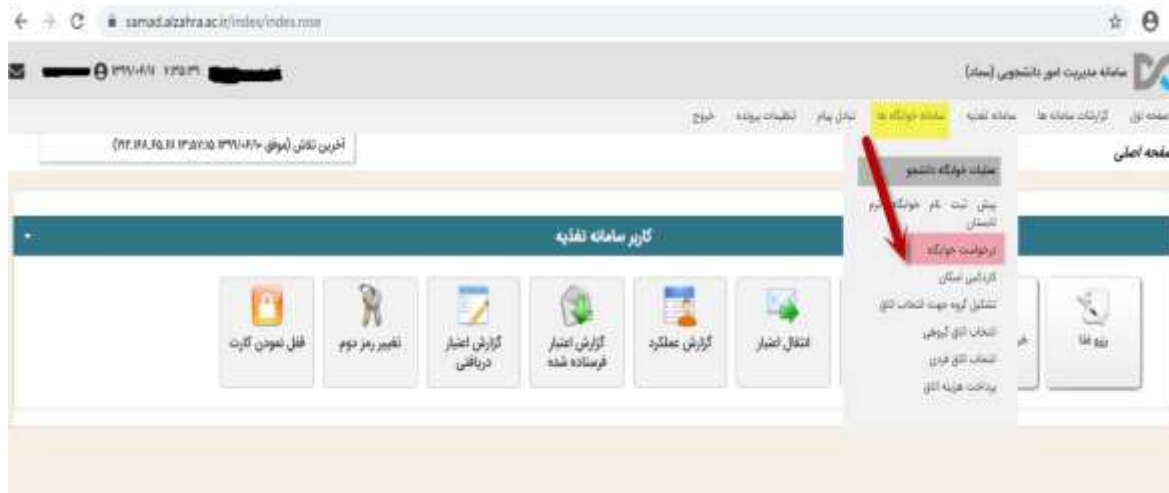 samad.alzahra.ac.ir/index/index.rose
سامانه مدیریت امور دانشجویی (سماد)
صفحه اول گزارشات سامانه ها سامانه تغذیه سامانه خوابگاه ها تبادل پیام تنظیمات پرونده خروج
صفحه اصلی
آخرین تلاش (موفق
عملیات خوابگاه دانشجو
پیش ثبت نام خوابگاه ترم
تابستان
درخواست خوابگاه
کاردکس اسکان
تشکیل گروه جهت انتخاب اتاق
انتخاب اتاق گروهی
انتخاب اتاق فردی
پرداخت هزینه اتاق
کاربر سامانه تغذیه
رزرو غذا
انتقال اعتبار
گزارش عملکرد
گزارش اعتبار
فرستاده شده
گزارش اعتبار
دریافتی
تغییر رمز دوم
قفل نمودن کارت